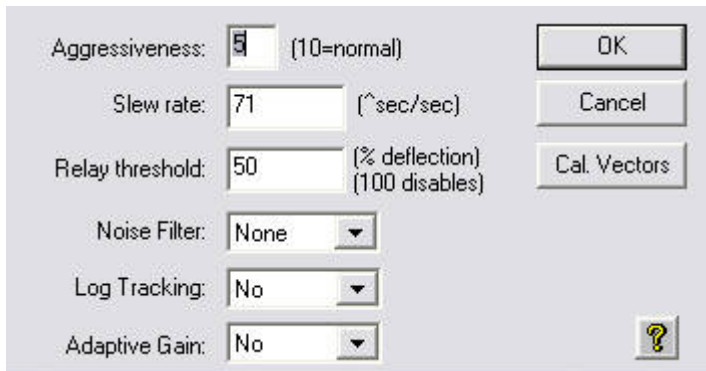 Aggressiveness: 5 (10=normal) OK
Slew rate: 71 (^sec/sec) Cancel
Relay threshold: 50 (% deflection) (100 disables) Cal. Vectors
Noise Filter: None
Log Tracking: No
Adaptive Gain: No ?